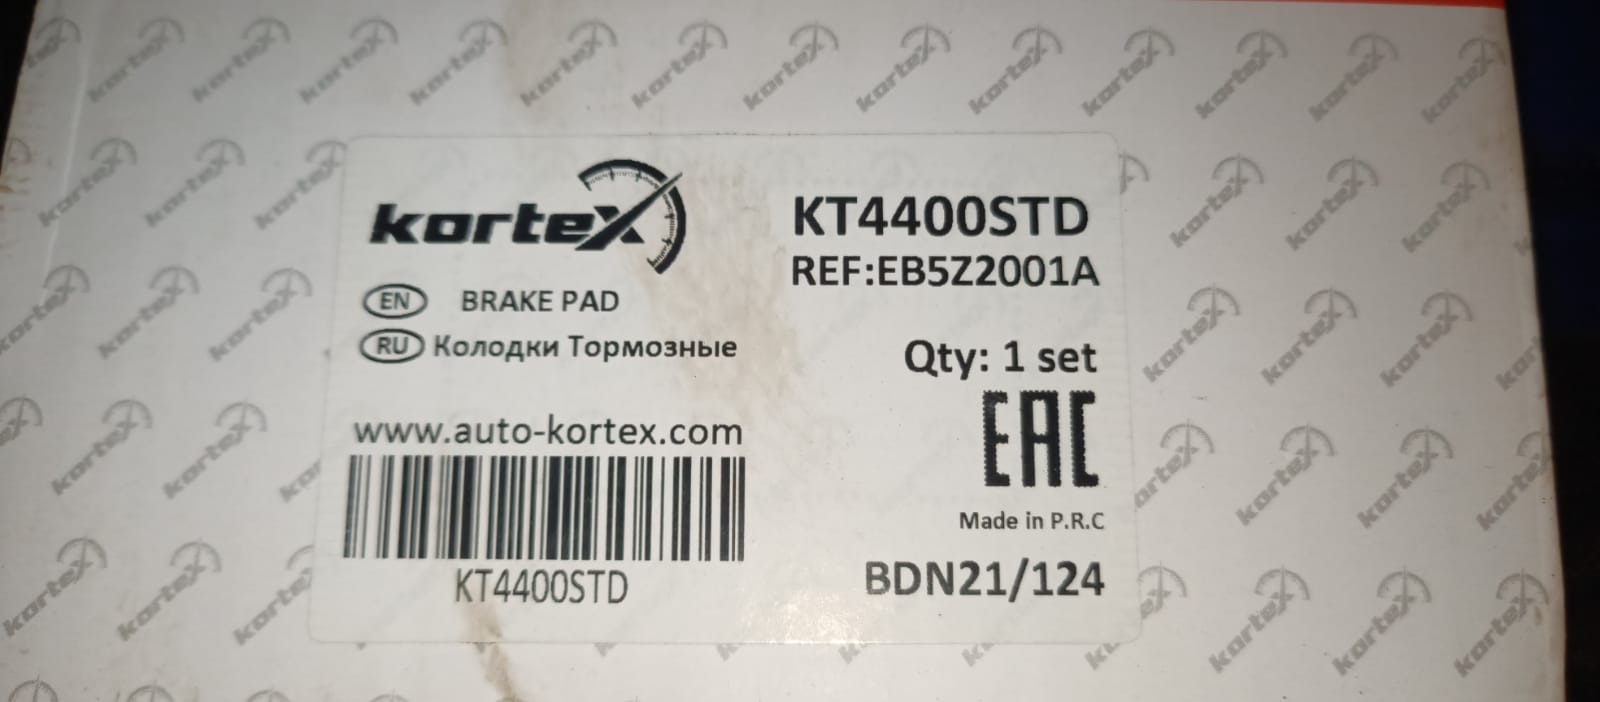 kortex
EN BRAKE PAD
RU Колодки Тормозные
www.auto-kortex.com
KT4400STD
KT4400STD
REF:EB5Z2001A
Qty: 1 set
EAC
Made in P.R.C
BDN21/124